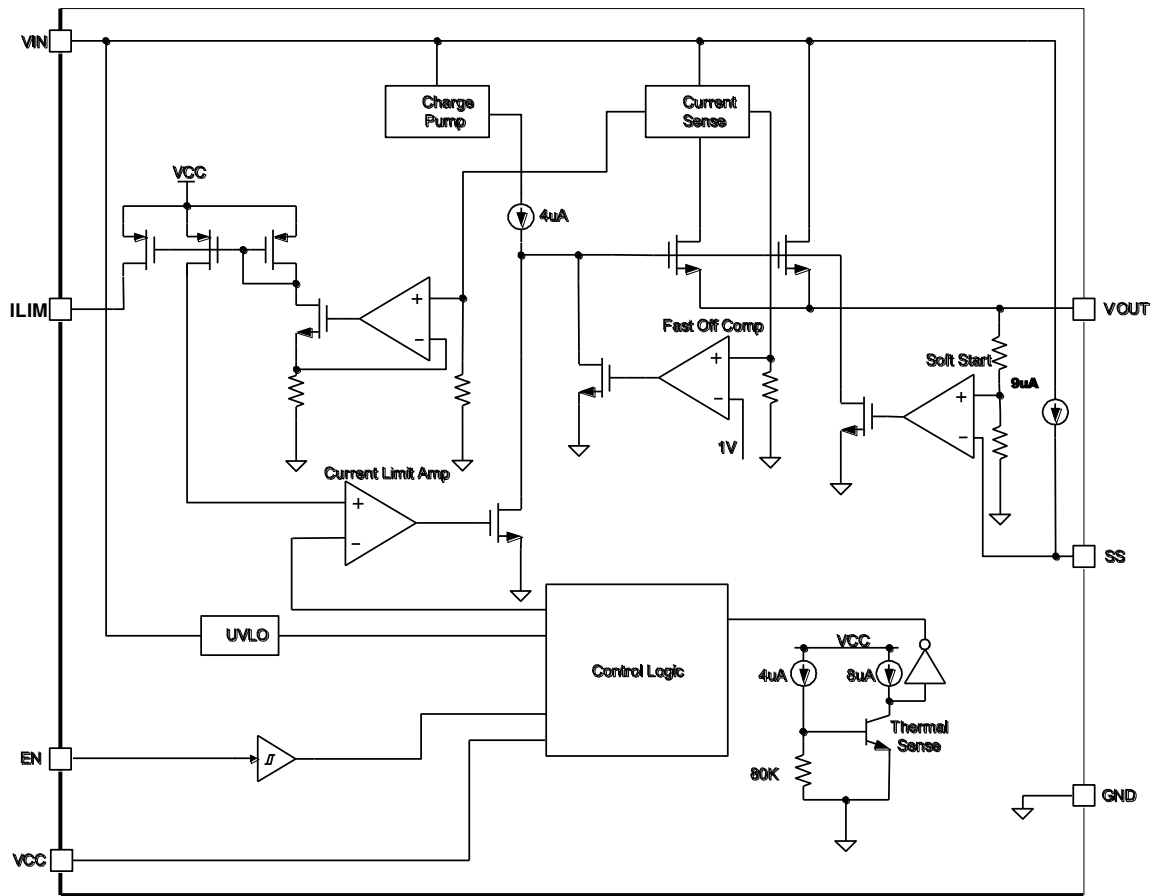 VIN
Charge
Pump
Current
Sense
VCC
4uA
ILIM
+
−
+
−
Fast Off Comp
1V
VOUT
Soft Start
9uA
+
−
Current Limit Amp
+
−
SS
UVLO
Control Logic
VCC
4uA
8uA
Thermal
Sense
80K
EN
GND
VCC